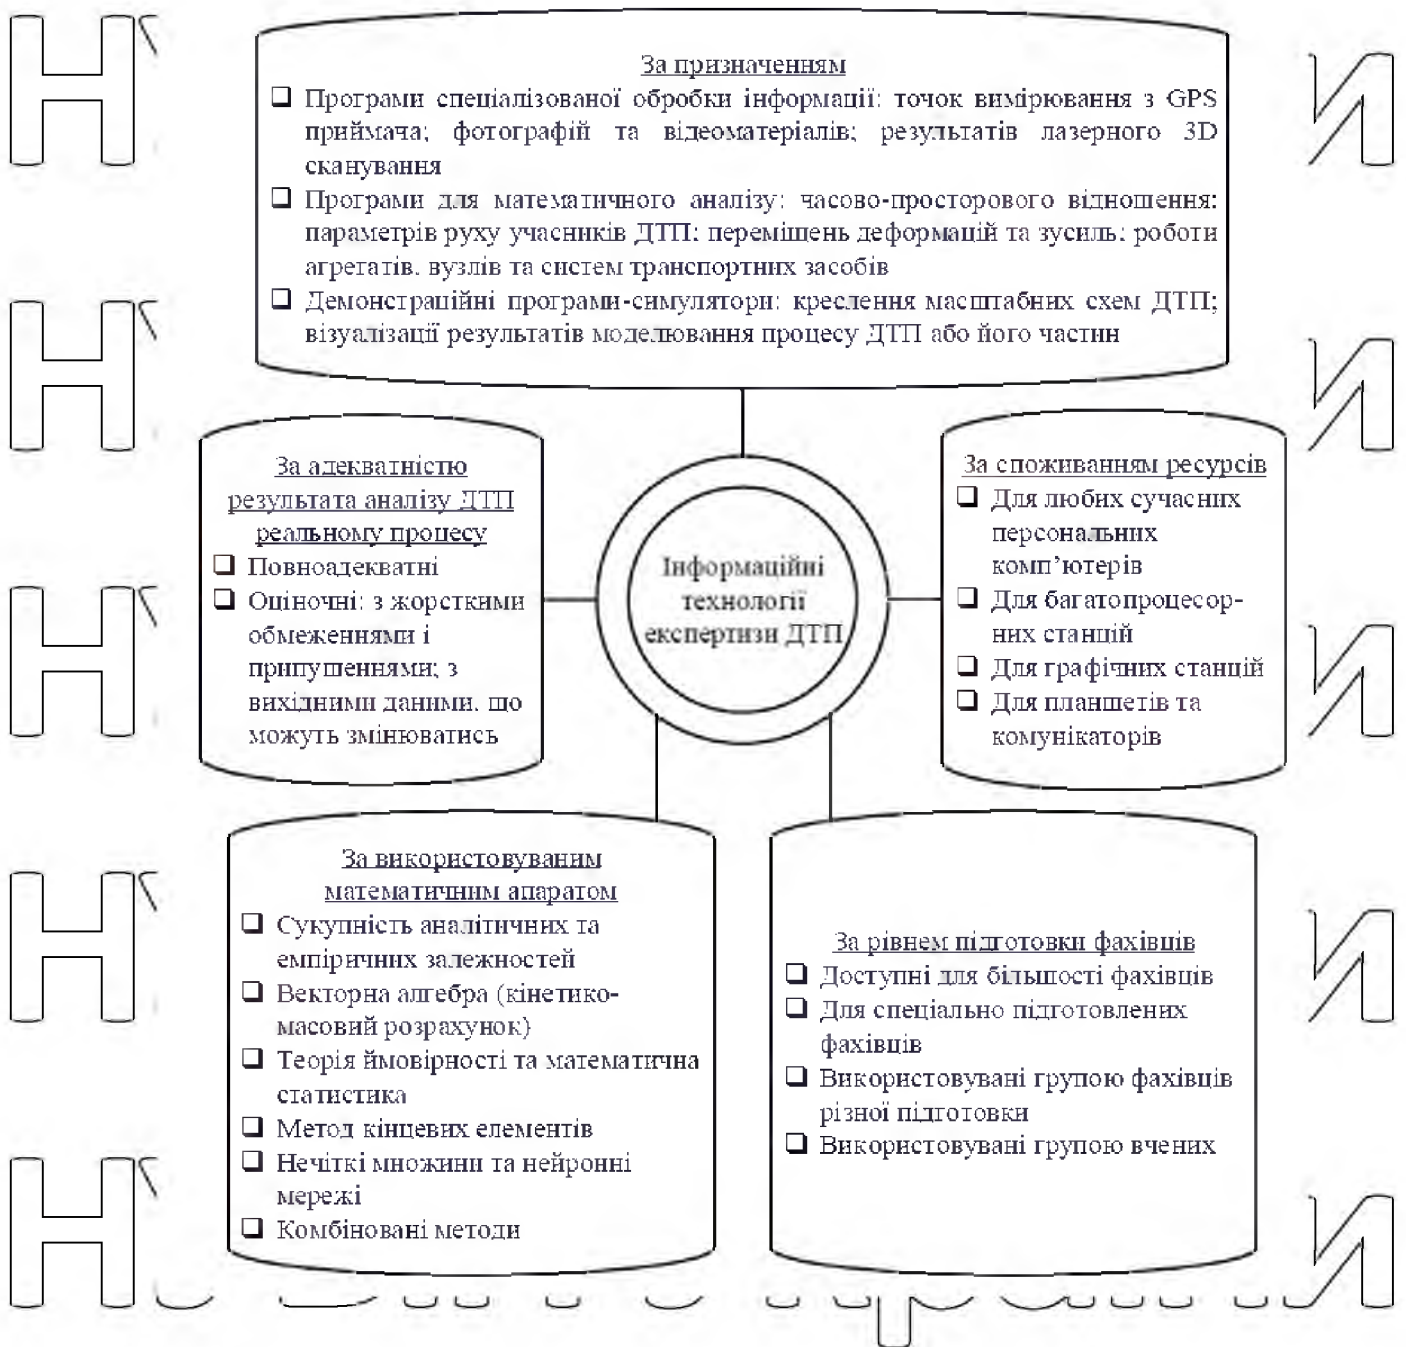 За призначенням
❑ Програми спеціалізованої обробки інформації: точок вимірювання з GPS
приймача; фотографій та відеоматеріалів; результатів лазерного 3D
сканування
❑ Програми для математичного аналізу: часово-просторового відношення;
параметрів руху учасників ДТП; переміщень деформацій та зусиль; роботи
агрегатів, вузлів та систем транспортних засобів
❑ Демонстраційні програми-симулятори: креслення масштабних схем ДТП;
візуалізації результатів моделювання процесу ДТП або його частин
За адекватністю
результата аналізу ДТП
реальному процесу
❑ Повноадекватні
❑ Оціночні: з жорсткими
обмеженнями і
припущеннями; з
вихідними даними, що
можуть змінюватись
Інформаційні
технології
експертизи ДТП
За споживанням ресурсів
❑ Для любих сучасних
персональних
комп’ютерів
❑ Для багатопроцесор-
них станцій
❑ Для графічних станцій
❑ Для планшетів та
комунікаторів
За використовуваним
математичним апаратом
❑ Сукупність аналітичних та
емпіричних залежностей
❑ Векторна алгебра (кінетико-
масовий розрахунок)
❑ Теорія ймовірності та математична
статистика
❑ Метод кінцевих елементів
❑ Нечіткі множини та нейронні
мережі
❑ Комбіновані методи
За рівнем підготовки фахівців
❑ Доступні для більшості фахівців
❑ Для спеціально підготовлених
фахівців
❑ Використовувані групою фахівців
різної підготовки
❑ Використовувані групою вчених